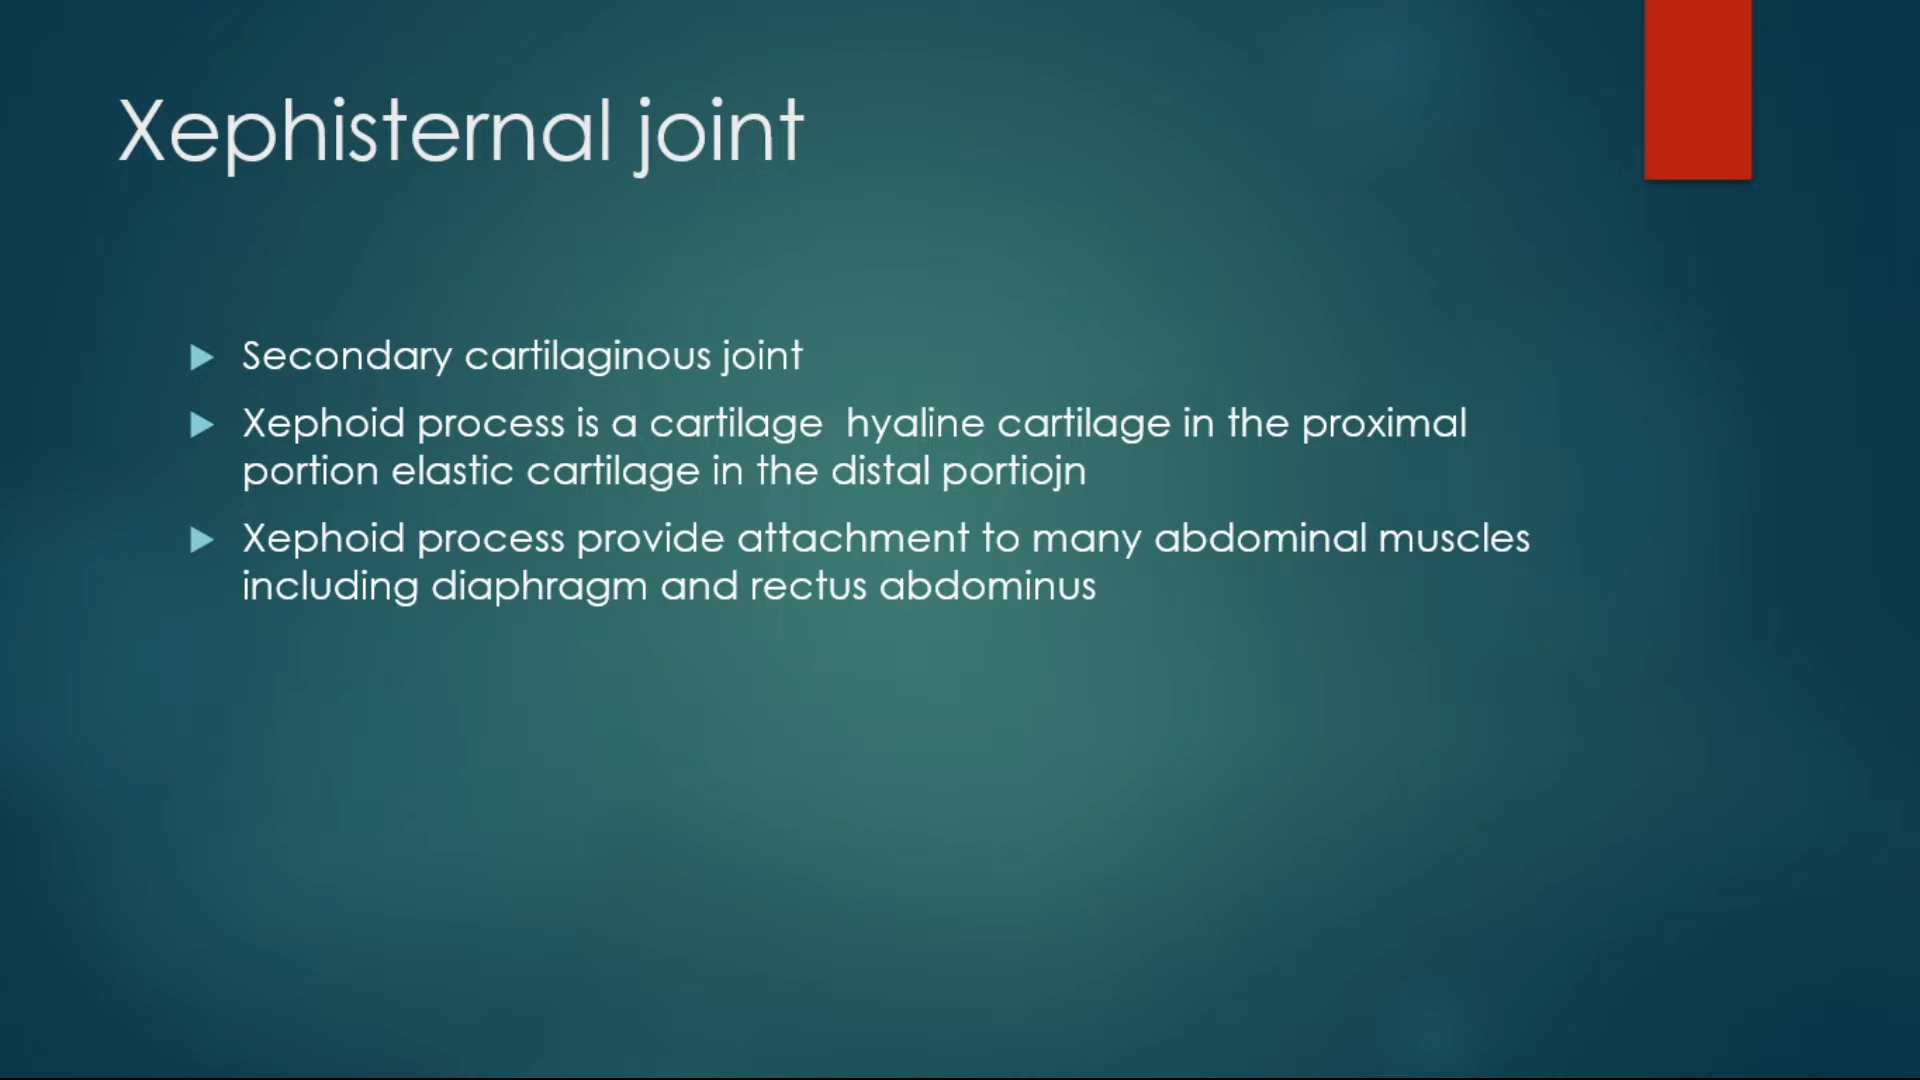 Xephisternal joint
Secondary cartilaginous joint
Xephoid process is a cartilage  hyaline cartilage in the proximal
portion elastic cartilage in the distal portiojn
Xephoid process provide attachment to many abdominal muscles
including diaphragm and rectus abdominus